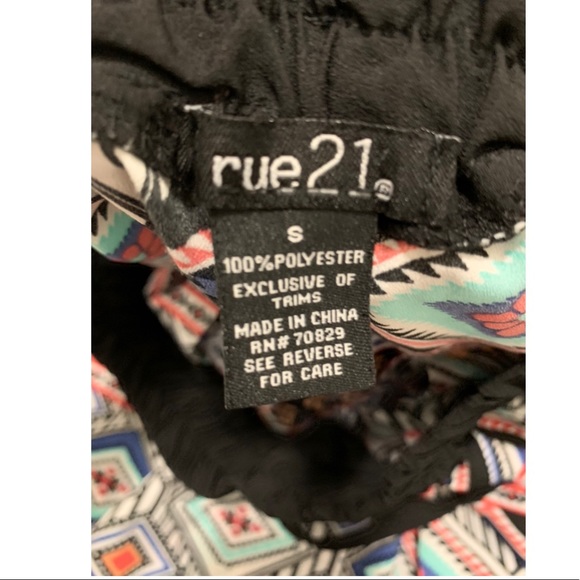 rue21®
S
100%POLYESTER
EXCLUSIVE OF
TRIMS
MADE IN CHINA
RN# 70829
SEE REVERSE
FOR CARE